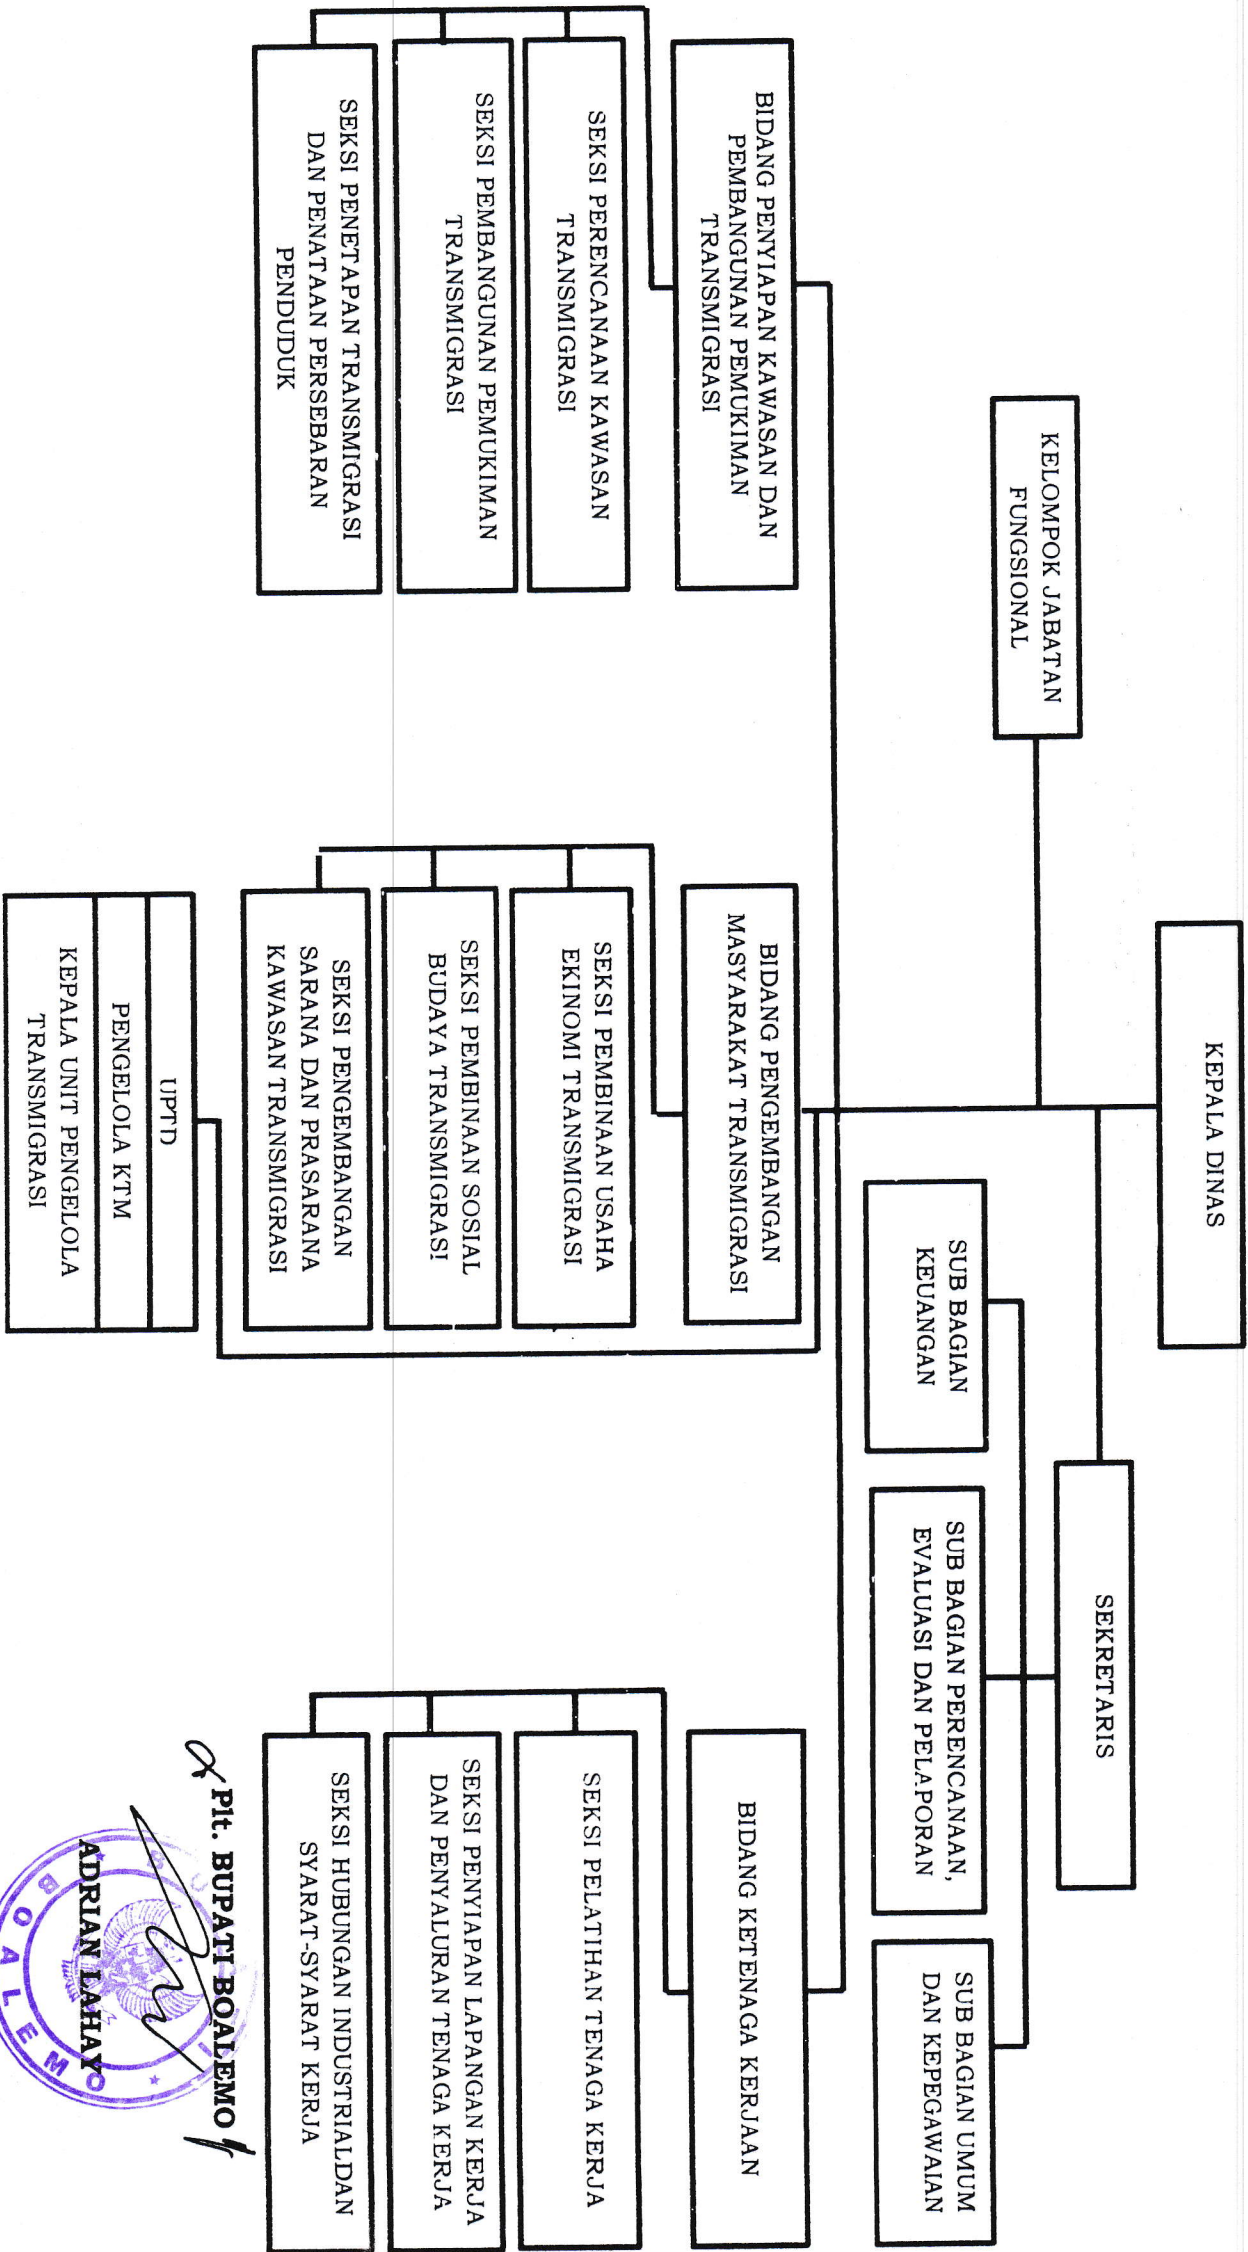 KEPALA DINAS
KELOMPOK JABATAN
FUNGSIONAL
SEKRETARIS
SUB BAGIAN
KEUANGAN
SUB BAGIAN PERENCANAAN,
EVALUASI DAN PELAPORAN
SUB BAGIAN UMUM
DAN KEPEGAWAIAN
BIDANG PENYIAPAN KAWASAN DAN
PEMBANGUNAN PEMUKIMAN
TRANSMIGRASI
SEKSI PERENCANAAN KAWASAN
TRANSMIGRASI
SEKSI PEMBANGUNAN PEMUKIMAN
TRANSMIGRASI
SEKSI PENETAPAN TRANSMIGRASI
DAN PENATAAN PERSEBARAN
PENDUDUK
BIDANG PENGEMBANGAN
MASYARAKAT TRANSMIGRASI
SEKSI PEMBINAAN USAHA
EKINOMI TRANSMIGRASI
SEKSI PEMBINAAN SOSIAL
BUDAYA TRANSMIGRASI
SEKSI PENGEMBANGAN
SARANA DAN PRASARANA
KAWASAN TRANSMIGRASI
UPTD
PENGELOLA KTM
KEPALA UNIT PENGELOLA
TRANSMIGRASI
BIDANG KETENAGA KERJAAN
SEKSI PELATIHAN TENAGA KERJA
SEKSI PENYIAPAN LAPANGAN KERJA
DAN PENYALURAN TENAGA KERJA
SEKSI HUBUNGAN INDUSTRIALDAN
SYARAT-SYARAT KERJA
Plt. BUPATI BOALEMO
ADRIAN LAHAY
BOALEMO